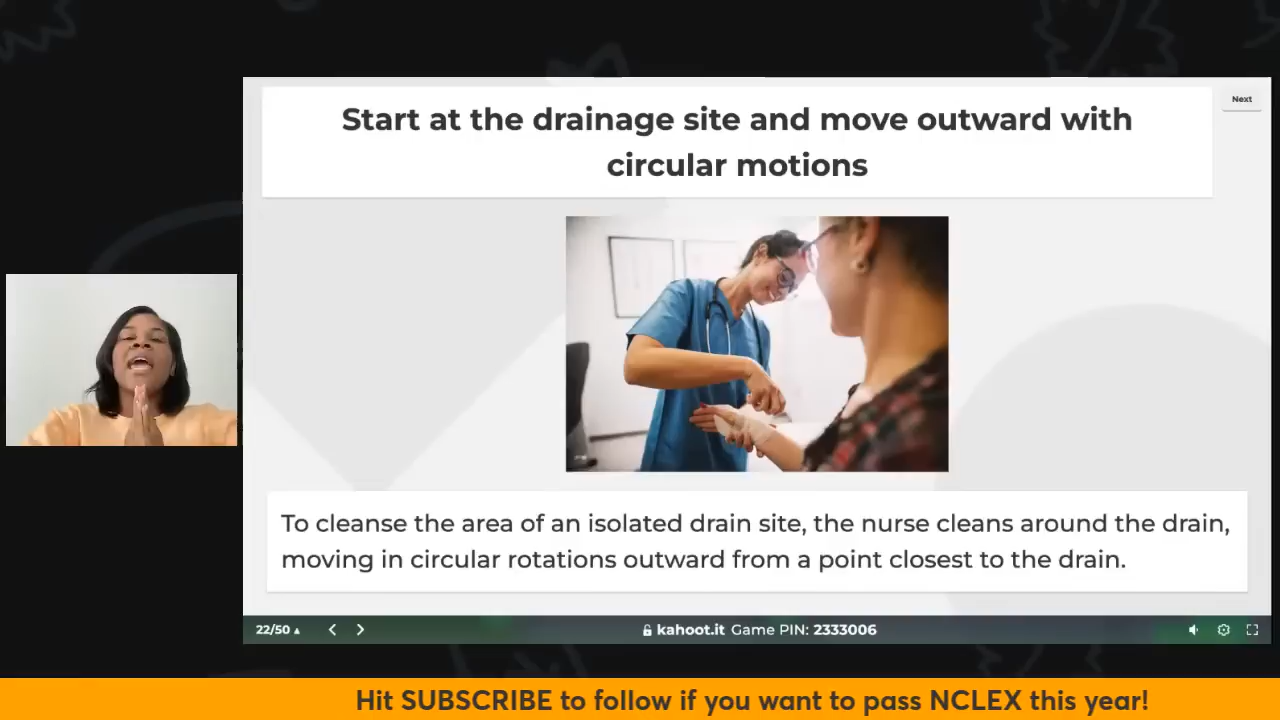 Start at the drainage site and move outward with
circular motions
Next
To cleanse the area of an isolated drain site, the nurse cleans around the drain,
moving in circular rotations outward from a point closest to the drain.
22/50
kahoot.it Game PIN: 2333006
Hit SUBSCRIBE to follow if you want to pass NCLEX this year!